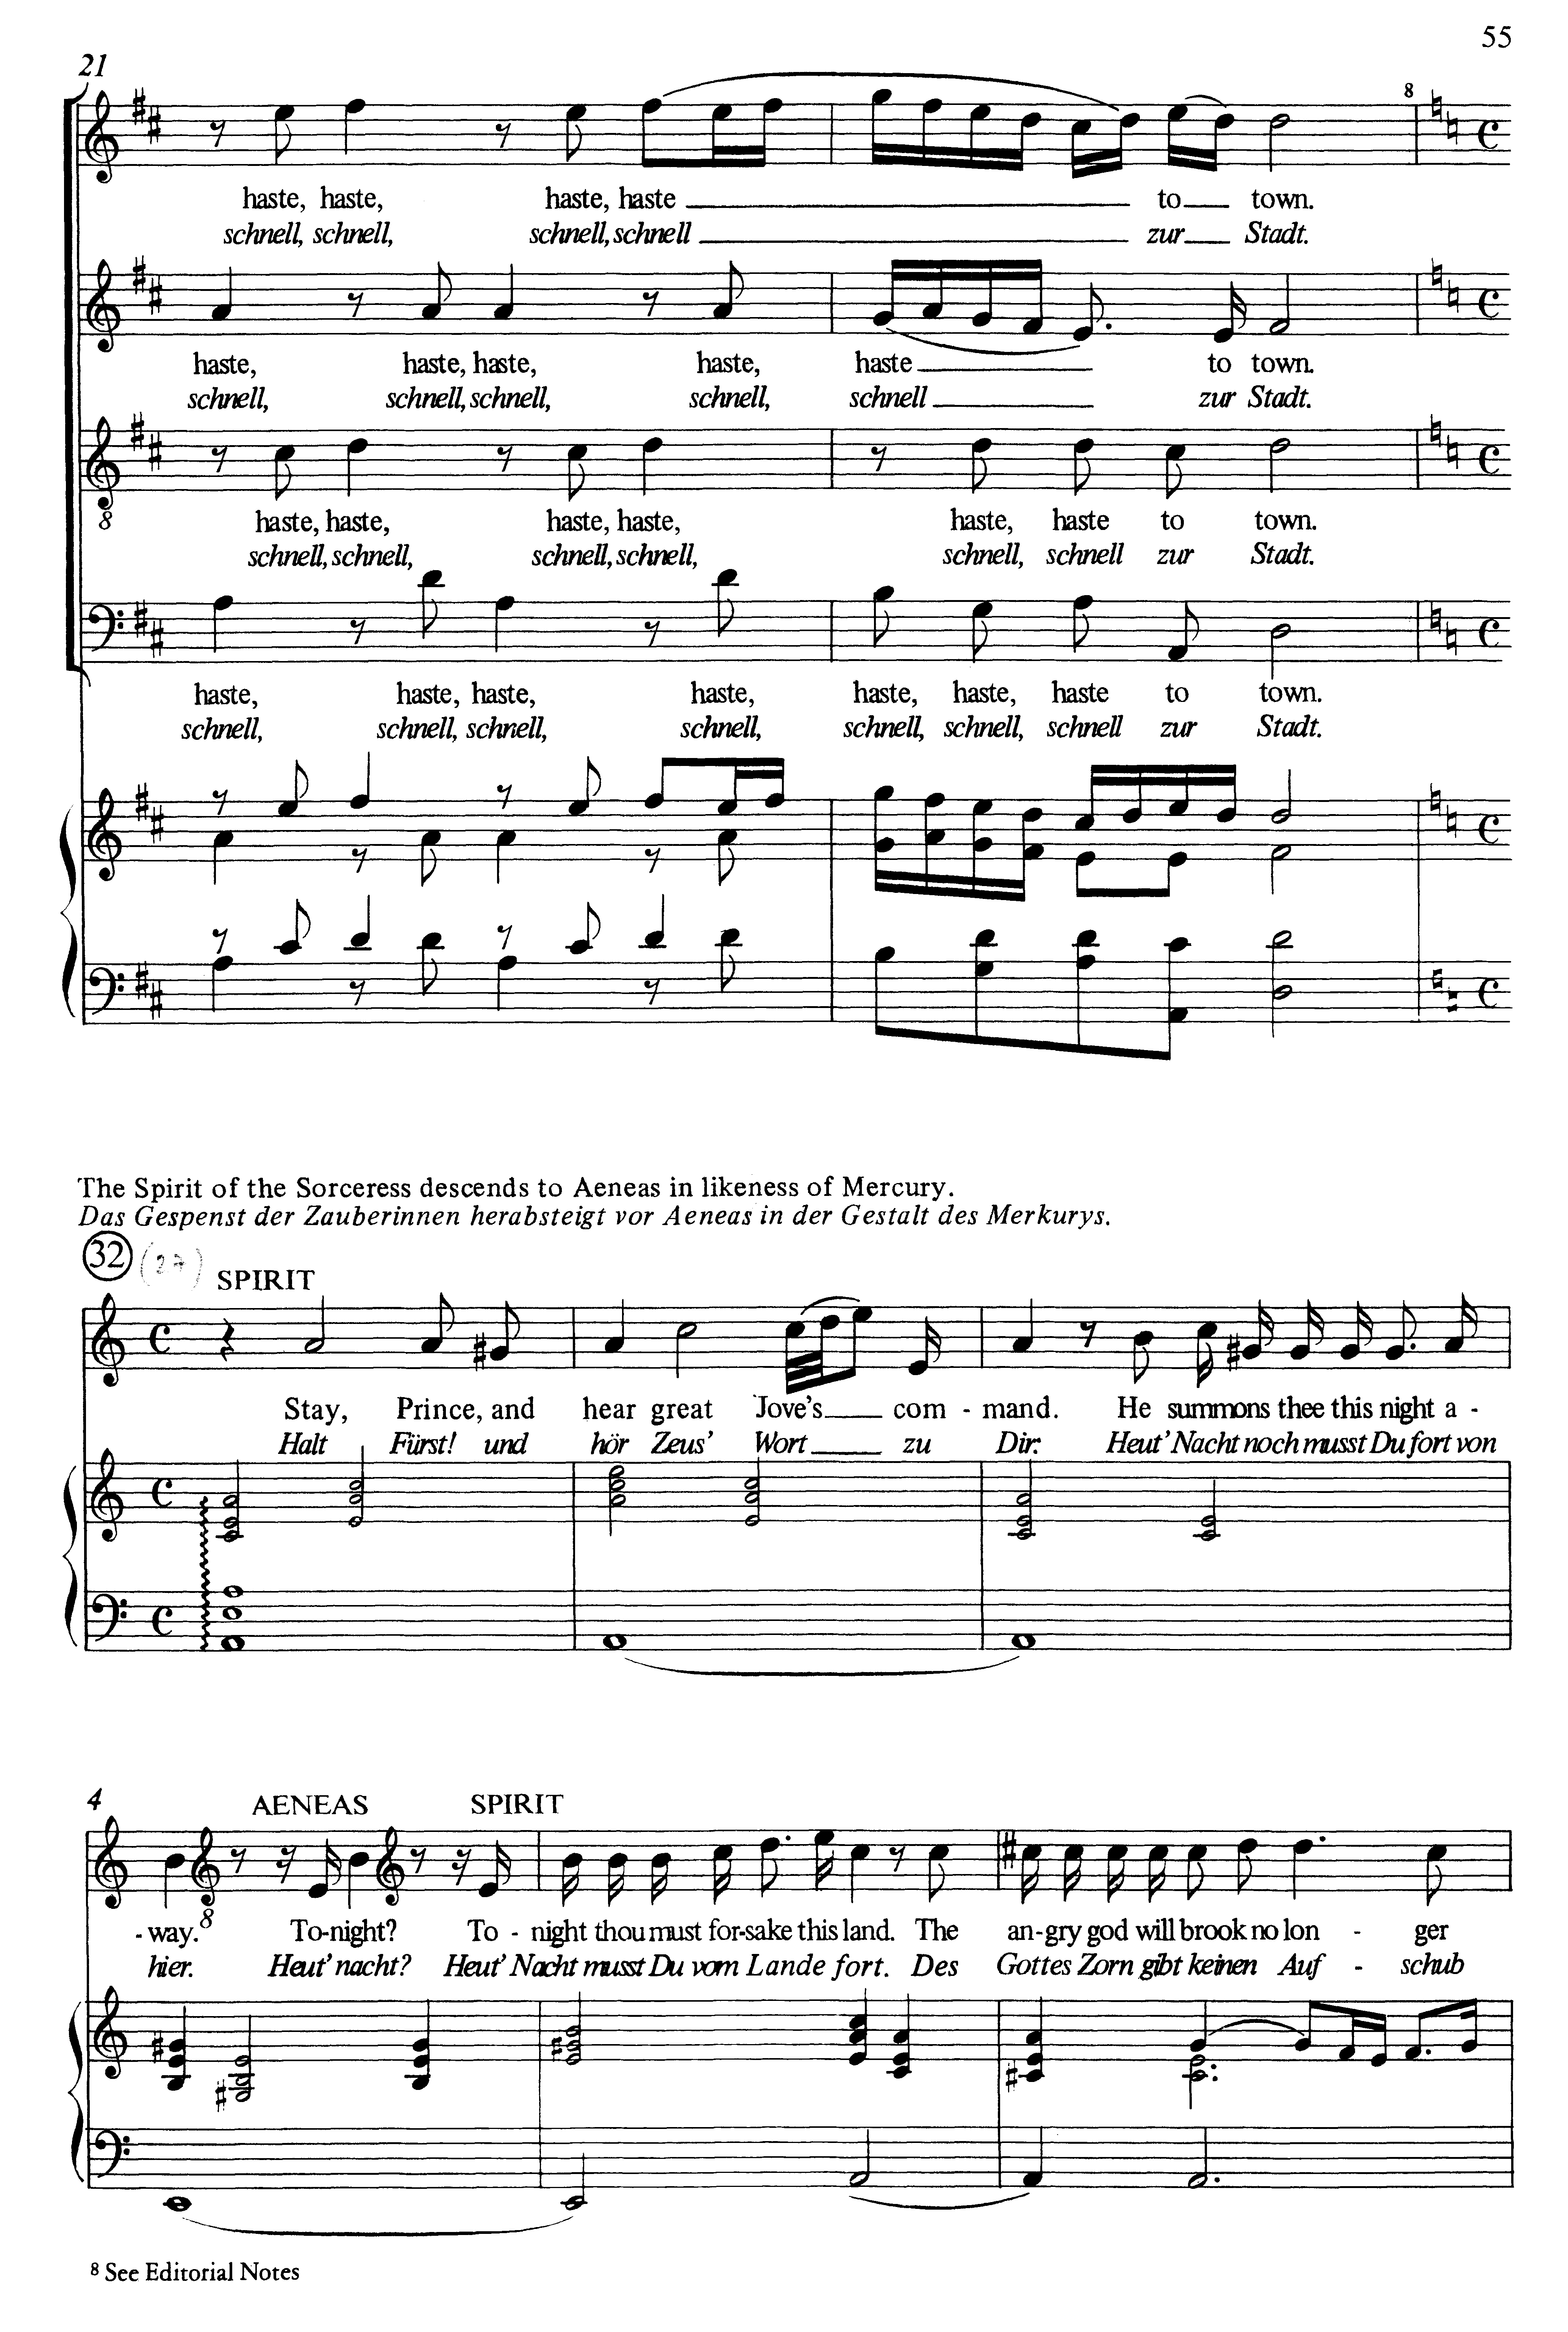 55
21
8
haste, haste, haste, haste to town.
schnell, schnell, schnell, schnell zur Stadt.
haste, haste, haste, haste, haste to town.
schnell, schnell, schnell, schnell, schnell zur Stadt.
8
haste, haste, haste, haste, haste, haste to town.
schnell, schnell, schnell, schnell, schnell, schnell zur Stadt.
haste, haste, haste, haste, haste, haste, haste to town.
schnell, schnell, schnell, schnell, schnell, schnell, schnell zur Stadt.
The Spirit of the Sorceress descends to Aeneas in likeness of Mercury.
Das Gespenst der Zauberinnen herabsteigt vor Aeneas in der Gestalt des Merkurys.
32 (27)
SPIRIT
Stay, Prince, and hear great Jove's com - mand. He summons thee this night a -
Halt Fürst! und hör Zeus' Wort zu Dir. Heut' Nacht noch musst Du fort von
4
AENEAS SPIRIT
8
- way. To-night? To - night thou must for-sake this land. The an-gry god will brook no lon - ger
hier. Heut' nacht? Heut' Nacht musst Du vom Lande fort. Des Gottes Zorn gibt keinen Auf - schub
8 See Editorial Notes